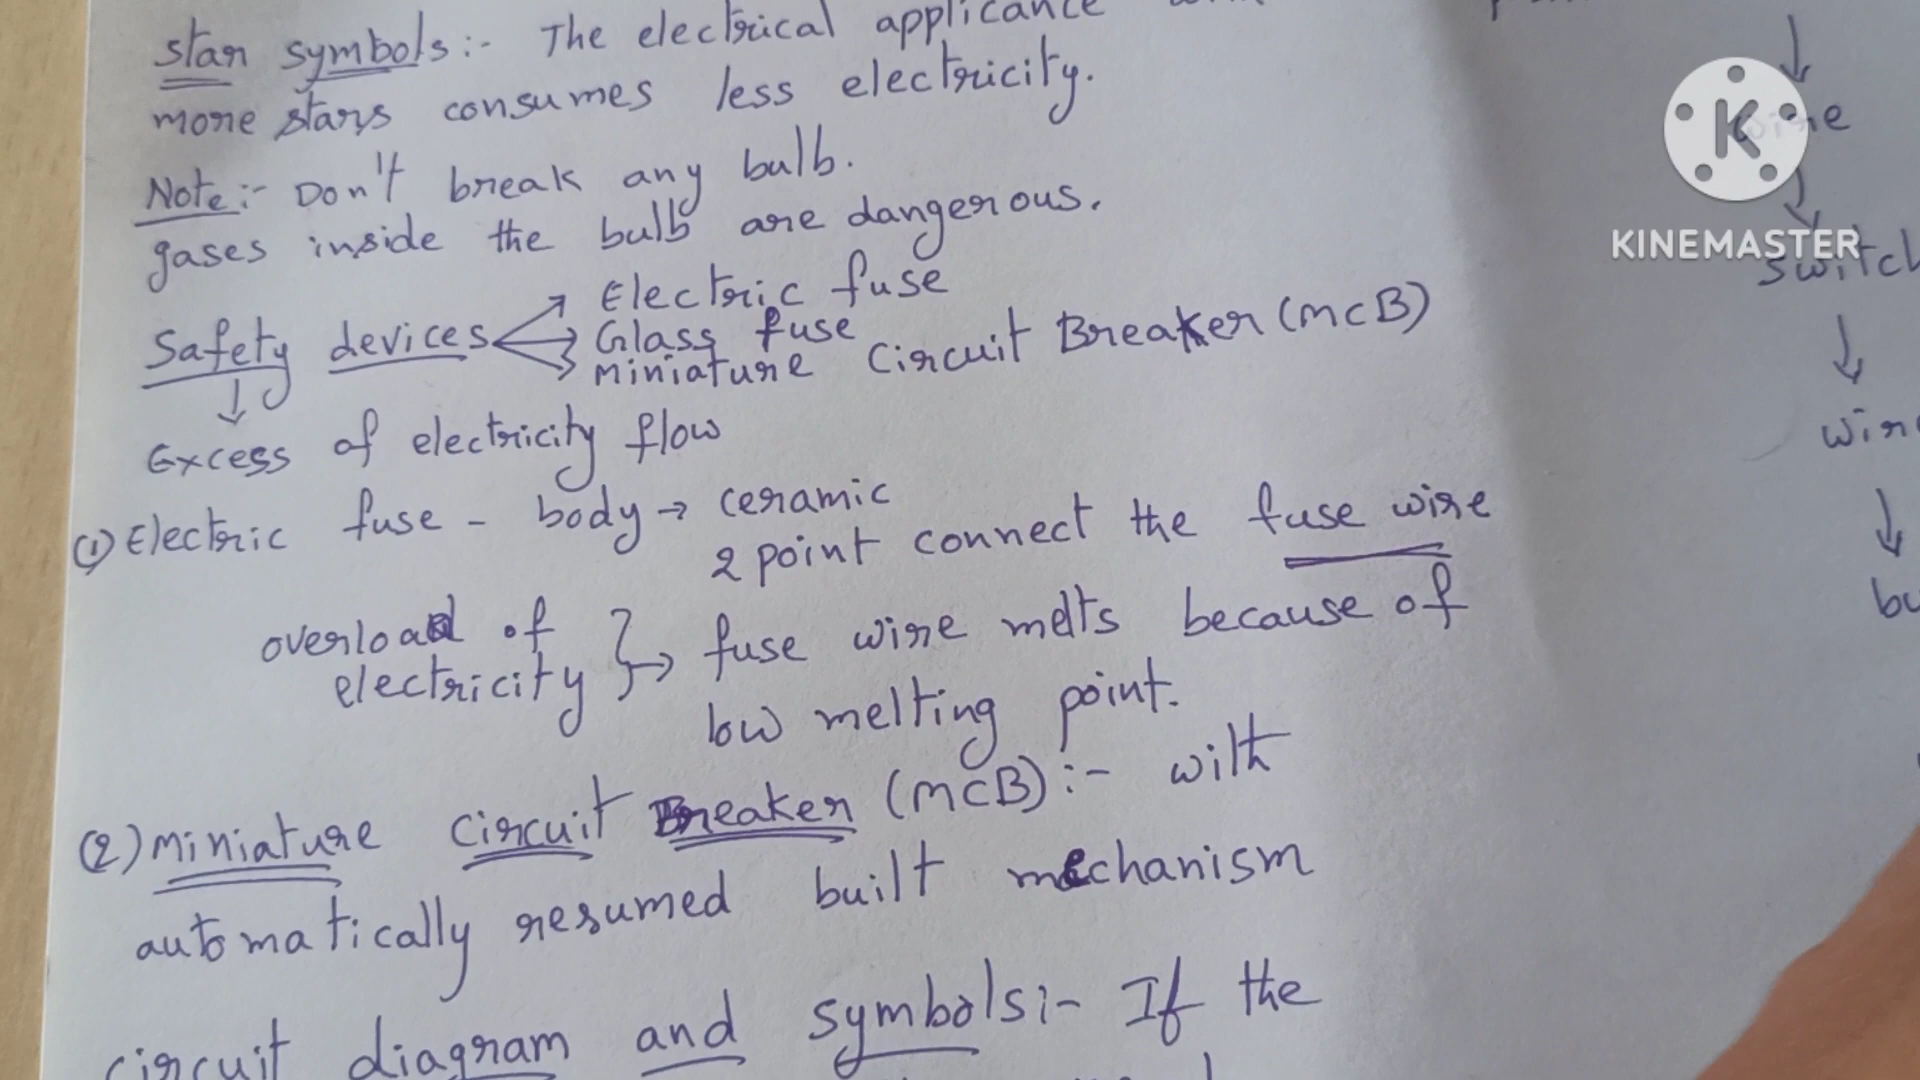 Star symbols:- The electrical applicance
more stars consumes less electricity.
Note:- Don't break any bulb.
gases inside the bulb are dangerous.
Safety devices → Electric fuse
→ Glass fuse
→ Miniature Circuit Breaker (MCB)
↓
Excess of electricity flow
(1) Electric fuse - body → ceramic
2 point connect the fuse wire
overload of electricity } → fuse wire melts because of
low melting point.
(2) Miniature Circuit Breaker (MCB):- with
automatically resumed built mechanism
circuit diagram and symbols:- If the
↓
wire
↓
switch
↓
wire
↓
bu
K
KINEMASTER